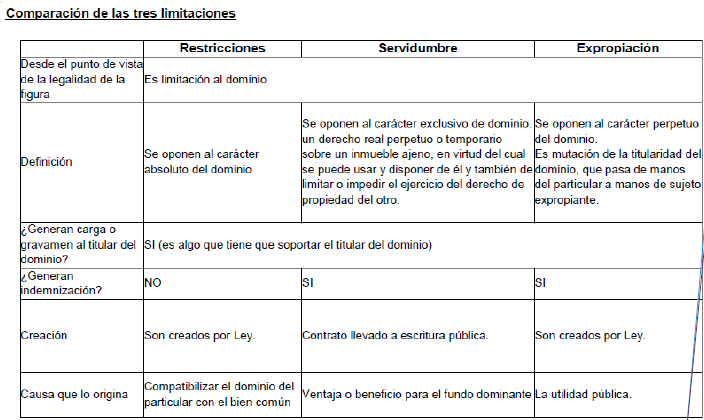 Comparación de las tres limitaciones
Restricciones
Servidumbre
Expropiación
Desde el punto de vista
de la legalidad de la
figura
Es limitación al dominio
Definición
Se oponen al carácter
absoluto del dominio
Se oponen al carácter exclusivo de dominio.
un derecho real perpetuo o temporario
sobre un inmueble ajeno, en virtud del cual
se puede usar y disponer de él y también de
limitar o impedir el ejercicio del derecho de
propiedad del otro.
Se oponen al carácter perpetuo
del dominio.
Es mutación de la titularidad del
dominio, que pasa de manos
del particular a manos de sujeto
expropiante.
¿Generan carga o
gravamen al titular del
dominio?
SI (es algo que tiene que soportar el titular del dominio)
¿Generan
indemnización?
NO
SI
SI
Creación
Son creados por Ley.
Contrato llevado a escritura pública.
Son creados por Ley.
Causa que lo origina
Compatibilizar el dominio del
particular con el bien común
Ventaja o beneficio para el fundo dominante
La utilidad pública.